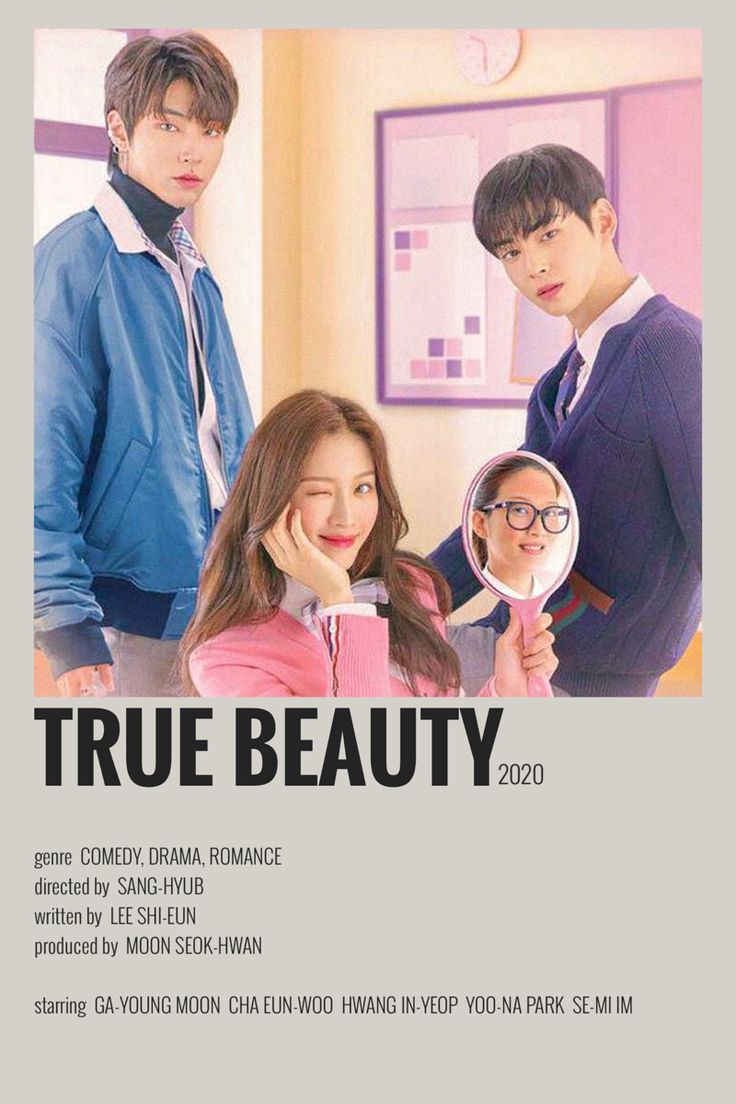 TRUE BEAUTY 2020
genre COMEDY, DRAMA, ROMANCE
directed by SANG-HYUB
written by LEE SHI-EUN
produced by MOON SEOK-HWAN
starring GA-YOUNG MOON CHA EUN-WOO HWANG IN-YEOP YOO-NA PARK SE-MI IM